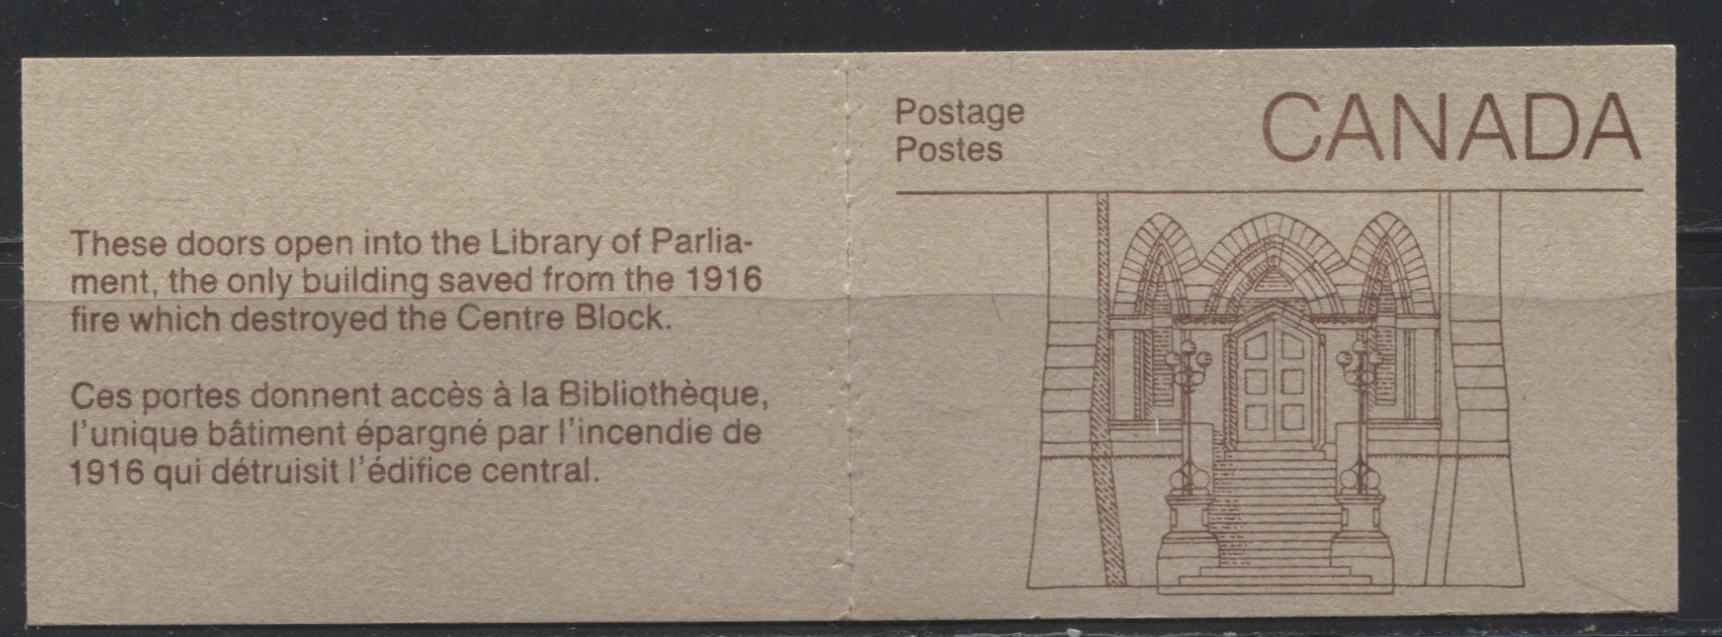 These doors open into the Library of Parlia-
ment, the only building saved from the 1916
fire which destroyed the Centre Block.
Ces portes donnent accès à la Bibliothèque,
l'unique bâtiment épargné par l'incendie de
1916 qui détruisit l'édifice central.
Postage
Postes
CANADA